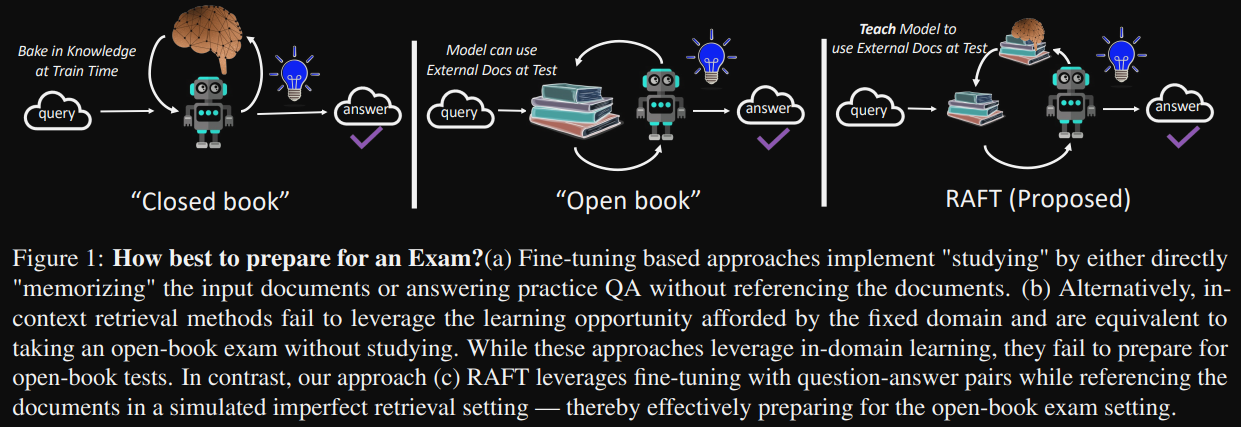 Bake in Knowledge
at Train Time
query
answer
“Closed book”
Model can use
External Docs at Test
query
answer
“Open book”
Teach Model to
use External Docs at Test
query
answer
RAFT (Proposed)
Figure 1: How best to prepare for an Exam?(a) Fine-tuning based approaches implement "studying" by either directly
"memorizing" the input documents or answering practice QA without referencing the documents. (b) Alternatively, in-
context retrieval methods fail to leverage the learning opportunity afforded by the fixed domain and are equivalent to
taking an open-book exam without studying. While these approaches leverage in-domain learning, they fail to prepare for
open-book tests. In contrast, our approach (c) RAFT leverages fine-tuning with question-answer pairs while referencing the
documents in a simulated imperfect retrieval setting — thereby effectively preparing for the open-book exam setting.